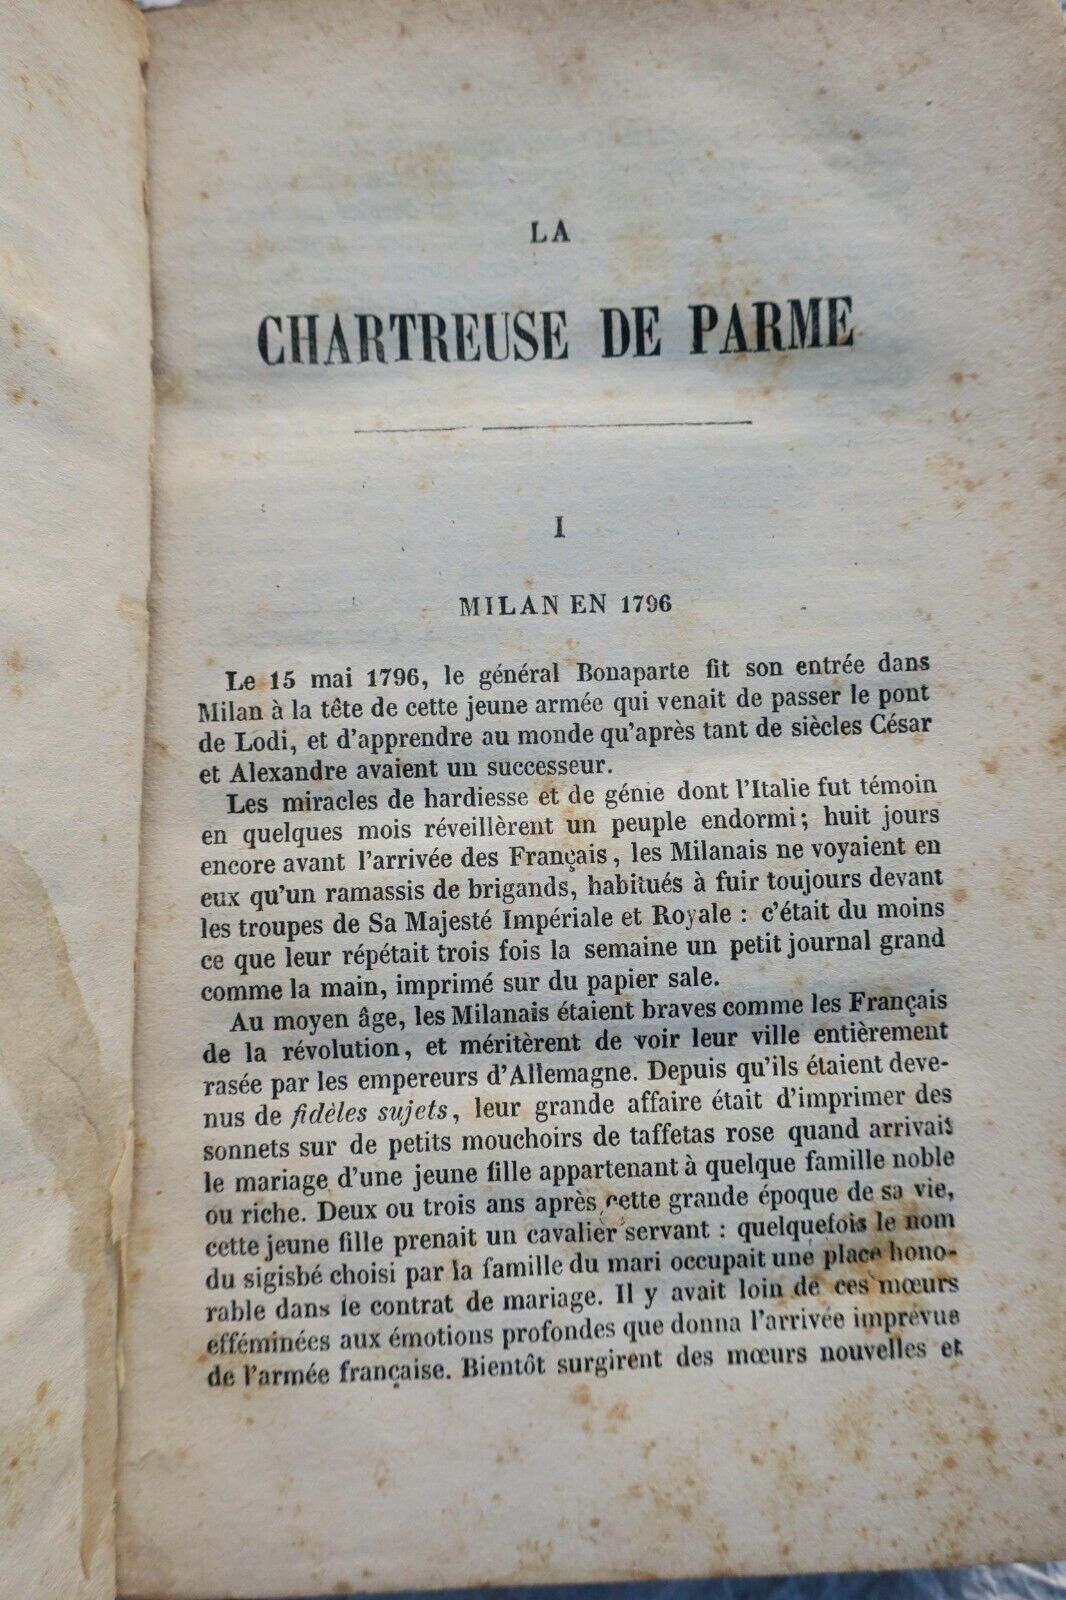 LA
CHARTREUSE DE PARME
I
MILAN EN 1796
Le 15 mai 1796, le général Bonaparte fit son entrée dans
Milan à la tête de cette jeune armée qui venait de passer le pont
de Lodi, et d'apprendre au monde qu'après tant de siècles César
et Alexandre avaient un successeur.
Les miracles de hardiesse et de génie dont l'Italie fut témoin
en quelques mois réveillèrent un peuple endormi; huit jours
encore avant l'arrivée des Français, les Milanais ne voyaient en
eux qu'un ramassis de brigands, habitués à fuir toujours devant
les troupes de Sa Majesté Impériale et Royale : c'était du moins
ce que leur répétait trois fois la semaine un petit journal grand
comme la main, imprimé sur du papier sale.
Au moyen âge, les Milanais étaient braves comme les Français
de la révolution, et méritèrent de voir leur ville entièrement
rasée par les empereurs d'Allemagne. Depuis qu'ils étaient deve-
nus de fidèles sujets, leur grande affaire était d'imprimer des
sonnets sur de petits mouchoirs de taffetas rose quand arrivait
le mariage d'une jeune fille appartenant à quelque famille noble
ou riche. Deux ou trois ans après cette grande époque de sa vie,
cette jeune fille prenait un cavalier servant : quelquefois le nom
du sigisbé choisi par la famille du mari occupait une place hono-
rable dans le contrat de mariage. Il y avait loin de ces mœurs
efféminées aux émotions profondes que donna l'arrivée imprévue
de l'armée française. Bientôt surgirent des mœurs nouvelles et